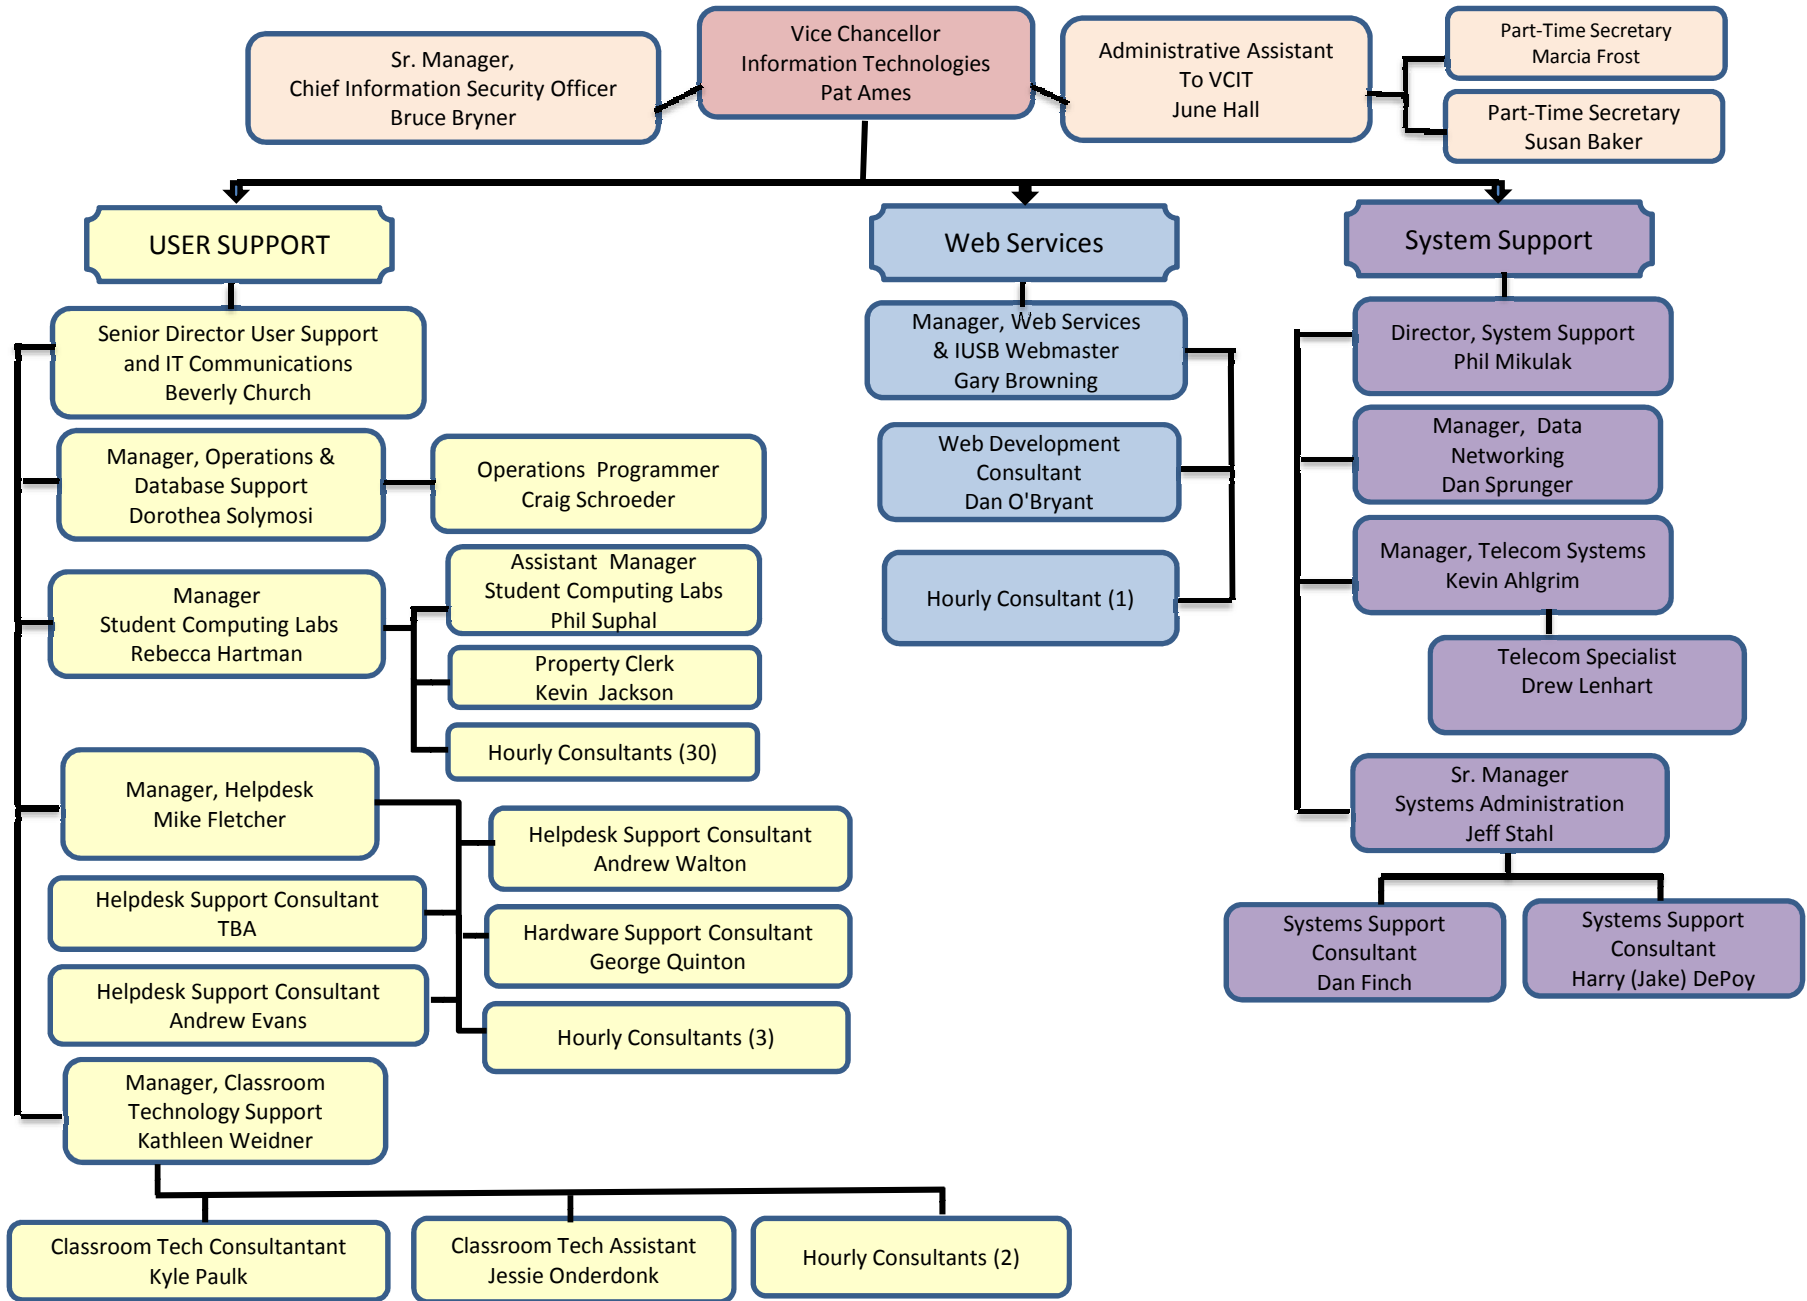 Sr. Manager,
Chief Information Security Officer
Bruce Bryner
Vice Chancellor
Information Technologies
Pat Ames
Administrative Assistant
To VCIT
June Hall
Part-Time Secretary
Marcia Frost
Part-Time Secretary
Susan Baker
USER SUPPORT
Senior Director User Support
and IT Communications
Beverly Church
Manager, Operations &
Database Support
Dorothea Solymosi
Operations Programmer
Craig Schroeder
Manager
Student Computing Labs
Rebecca Hartman
Assistant Manager
Student Computing Labs
Phil Suphal
Property Clerk
Kevin Jackson
Hourly Consultants (30)
Manager, Helpdesk
Mike Fletcher
Helpdesk Support Consultant
Andrew Walton
Helpdesk Support Consultant
TBA
Hardware Support Consultant
George Quinton
Helpdesk Support Consultant
Andrew Evans
Hourly Consultants (3)
Manager, Classroom
Technology Support
Kathleen Weidner
Classroom Tech Consultantant
Kyle Paulk
Classroom Tech Assistant
Jessie Onderdonk
Hourly Consultants (2)
Web Services
Manager, Web Services
& IUSB Webmaster
Gary Browning
Web Development
Consultant
Dan O'Bryant
Hourly Consultant (1)
System Support
Director, System Support
Phil Mikulak
Manager, Data
Networking
Dan Sprunger
Manager, Telecom Systems
Kevin Ahlgrim
Telecom Specialist
Drew Lenhart
Sr. Manager
Systems Administration
Jeff Stahl
Systems Support
Consultant
Dan Finch
Systems Support
Consultant
Harry (Jake) DePoy